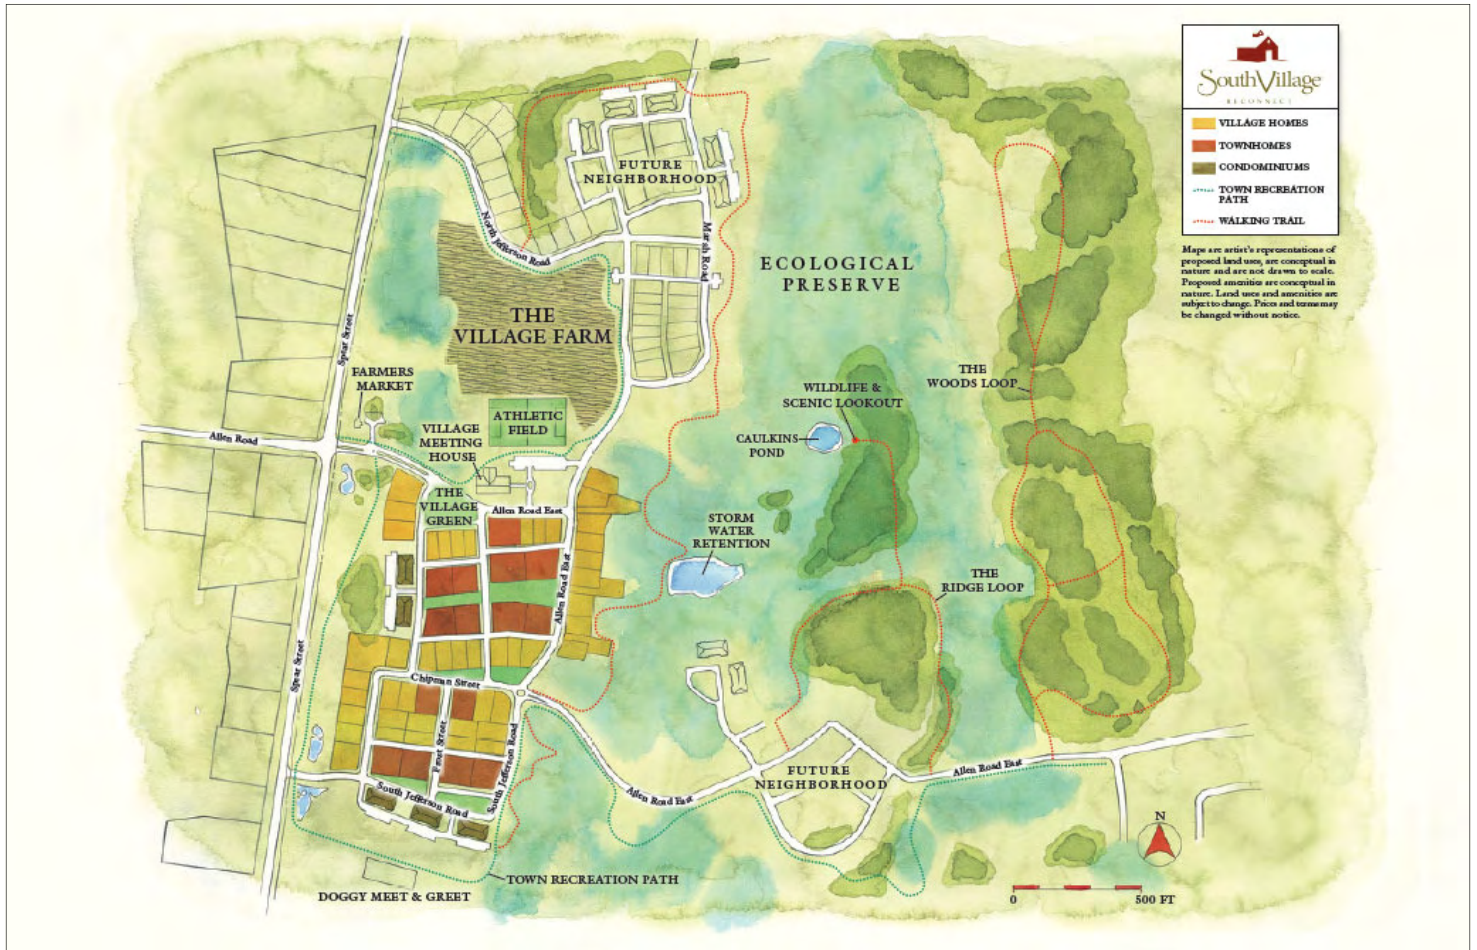 SouthVillage
RECONNECT
VILLAGE HOMES
TOWNHOMES
CONDOMINIUMS
TOWN RECREATION
PATH
WALKING TRAIL
Maps are artist's representations of
proposed land uses, are conceptual in
nature and are not drawn to scale.
Proposed amenities are conceptual in
nature. Land uses and amenities are
subject to change. Prices and terms may
be changed without notice.
FUTURE
NEIGHBORHOOD
North Jefferson Road
Marsh Road
ECOLOGICAL
PRESERVE
THE
VILLAGE FARM
Spear Street
FARMERS
MARKET
THE
WOODS LOOP
WILDLIFE &
SCENIC LOOKOUT
ATHLETIC
FIELD
VILLAGE
MEETING
HOUSE
Allen Road
CAULKINS
POND
THE
VILLAGE
GREEN
Allen Road East
STORM
WATER
RETENTION
Allen Road East
THE
RIDGE LOOP
Spear Street
Chipman Street
Frost Street
South Jefferson Road
South Jefferson Road
Allen Road East
FUTURE
NEIGHBORHOOD
Allen Road East
N
TOWN RECREATION PATH
DOGGY MEET & GREET
0
500 FT